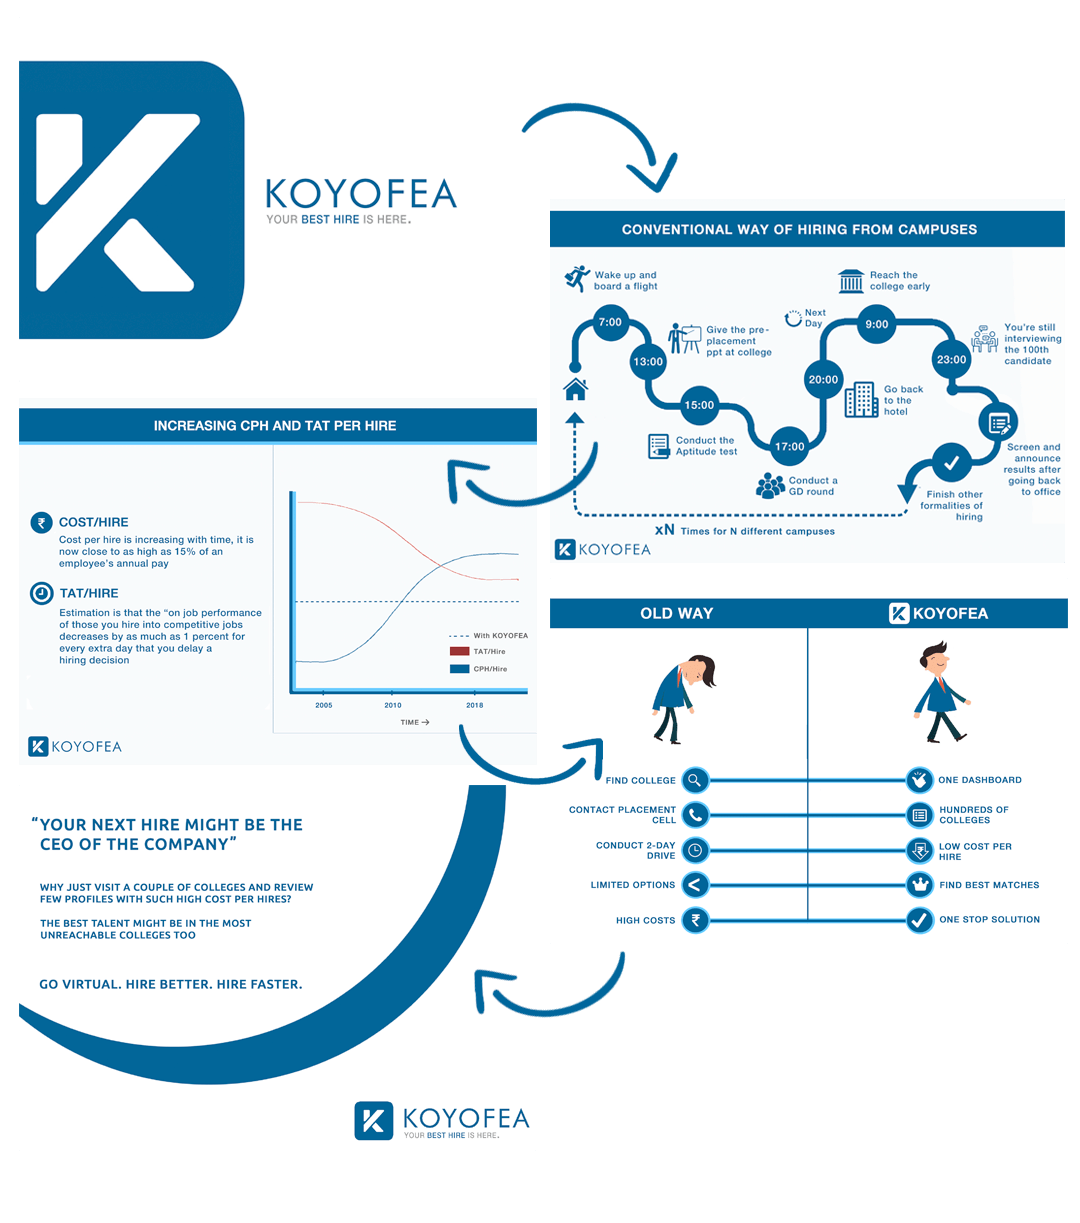 KOYOFEA
YOUR BEST HIRE IS HERE.
CONVENTIONAL WAY OF HIRING FROM CAMPUSES
Wake up and
board a flight
7:00
13:00
Give the pre-
placement
ppt at college
15:00
Conduct the
Aptitude test
17:00
Conduct a
GD round
20:00
Go back
to the
hotel
Next
Day
9:00
Reach the
college early
23:00
You're still
interviewing
the 100th
candidate
Screen and
announce
results after
going back
to office
Finish other
formalities of
hiring
xN Times for N different campuses
KOYOFEA
INCREASING CPH AND TAT PER HIRE
₹ COST/HIRE
Cost per hire is increasing with time, it is
now close to as high as 15% of an
employee's annual pay
TAT/HIRE
Estimation is that the “on job performance
of those you hire into competitive jobs
decreases by as much as 1 percent for
every extra day that you delay a
hiring decision
With KOYOFEA
TAT/Hire
CPH/Hire
2005 2010 2018
TIME →
KOYOFEA
OLD WAY KOYOFEA
FIND COLLEGE
ONE DASHBOARD
CONTACT PLACEMENT
CELL
HUNDREDS OF
COLLEGES
CONDUCT 2-DAY
DRIVE
LOW COST PER
HIRE
LIMITED OPTIONS <
FIND BEST MATCHES
HIGH COSTS ₹
ONE STOP SOLUTION
“YOUR NEXT HIRE MIGHT BE THE
CEO OF THE COMPANY”
WHY JUST VISIT A COUPLE OF COLLEGES AND REVIEW
FEW PROFILES WITH SUCH HIGH COST PER HIRES?
THE BEST TALENT MIGHT BE IN THE MOST
UNREACHABLE COLLEGES TOO
GO VIRTUAL. HIRE BETTER. HIRE FASTER.
KOYOFEA
YOUR BEST HIRE IS HERE.